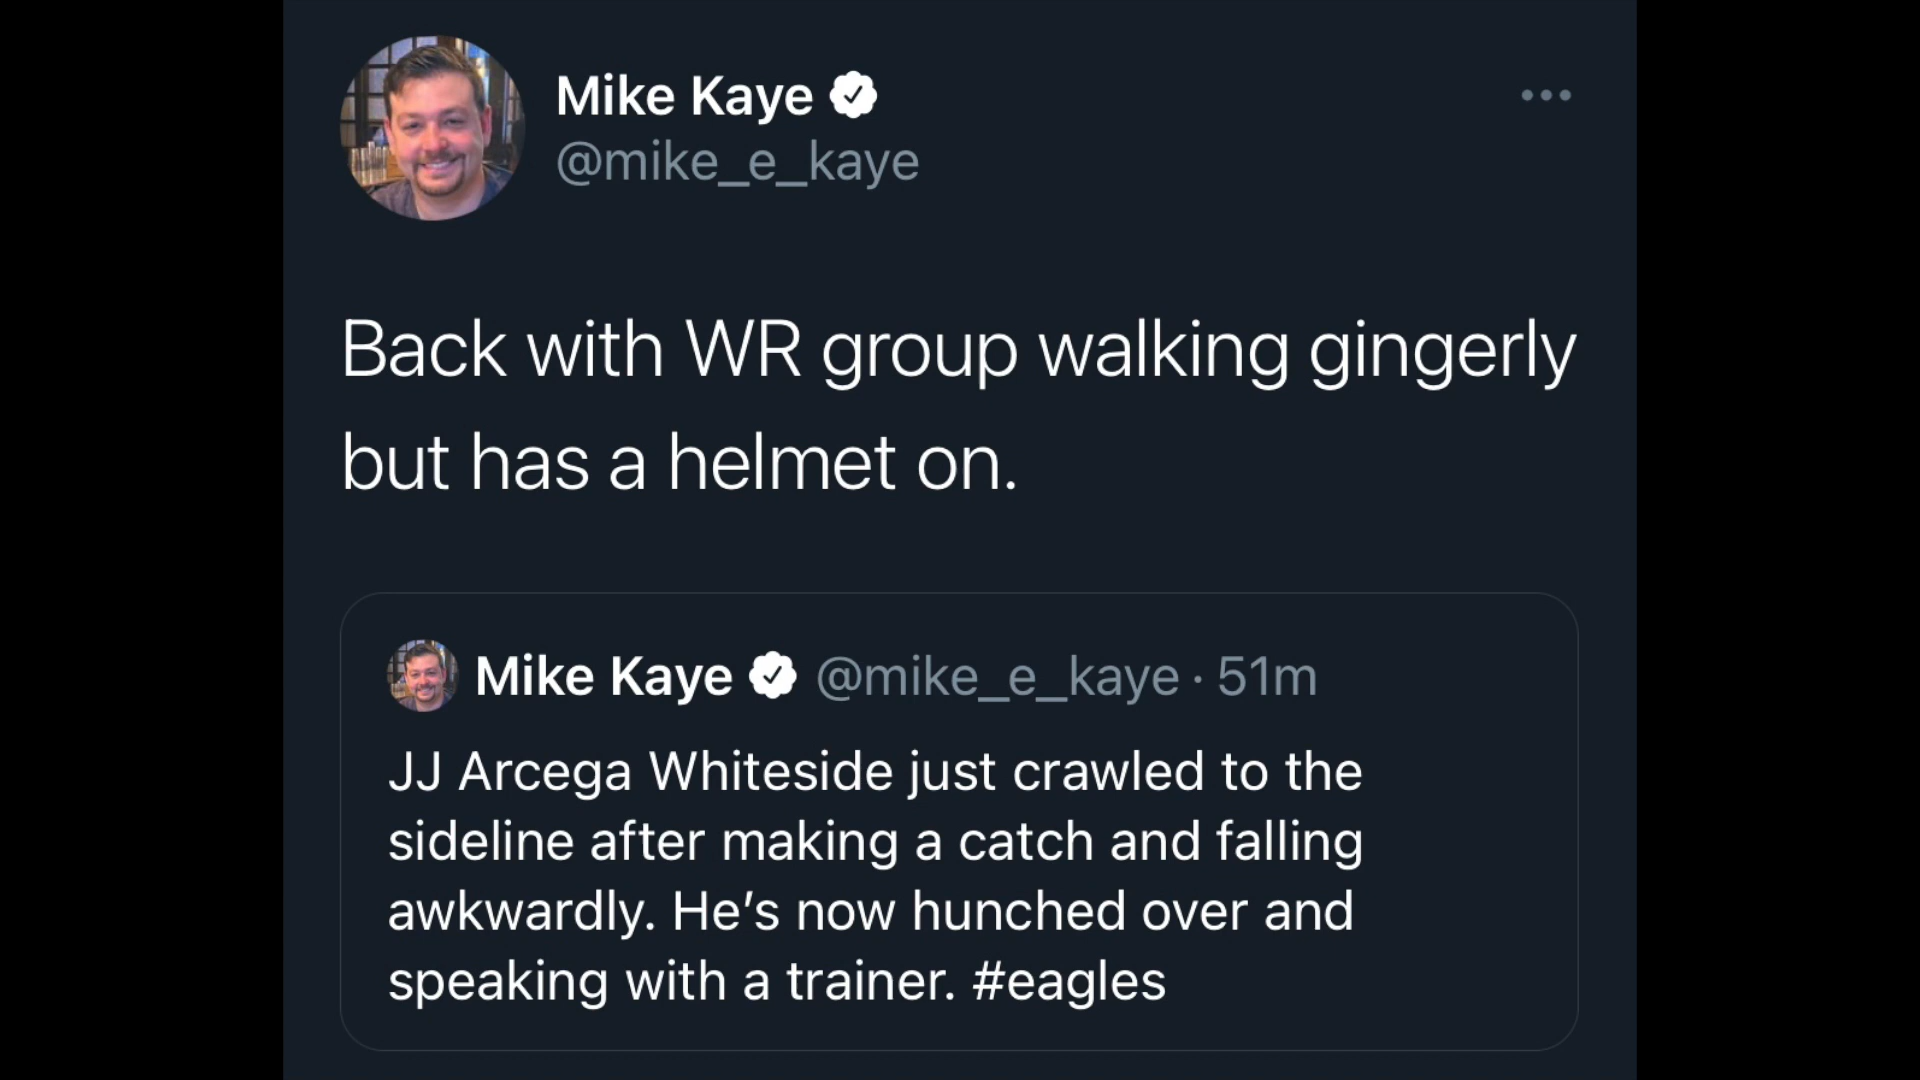 Mike Kaye
@mike_e_kaye
Back with WR group walking gingerly
but has a helmet on.
Mike Kaye @mike_e_kaye · 51m
JJ Arcega Whiteside just crawled to the
sideline after making a catch and falling
awkwardly. He’s now hunched over and
speaking with a trainer. #eagles